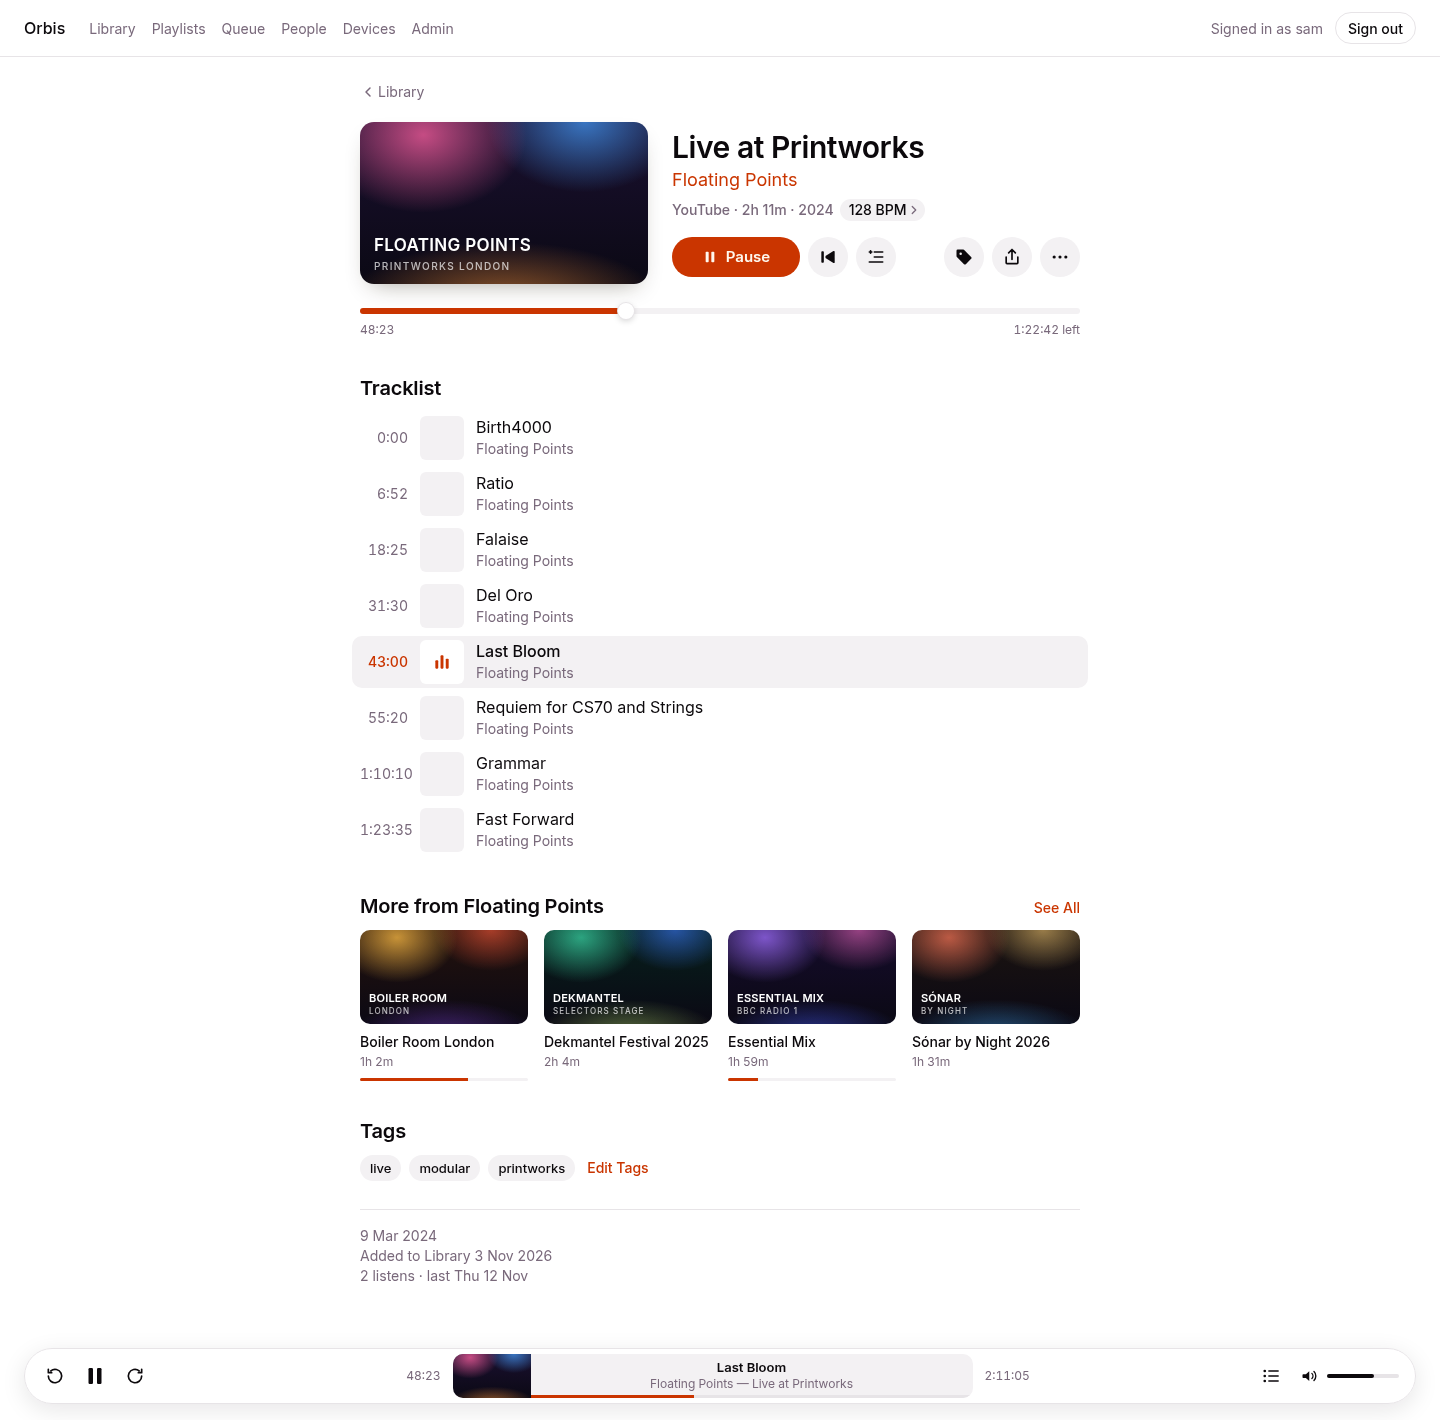 Orbis
Library
Playlists
Queue
People
Devices
Admin
Signed in as sam
Sign out
Library
FLOATING POINTS
PRINTWORKS LONDON
Live at Printworks
Floating Points
YouTube · 2h 11m · 2024
128 BPM
Pause
48:23
1:22:42 left
Tracklist
0:00
Birth4000
Floating Points
6:52
Ratio
Floating Points
18:25
Falaise
Floating Points
31:30
Del Oro
Floating Points
43:00
Last Bloom
Floating Points
55:20
Requiem for CS70 and Strings
Floating Points
1:10:10
Grammar
Floating Points
1:23:35
Fast Forward
Floating Points
More from Floating Points
See All
BOILER ROOM
LONDON
Boiler Room London
1h 2m
DEKMANTEL
SELECTORS STAGE
Dekmantel Festival 2025
2h 4m
ESSENTIAL MIX
BBC RADIO 1
Essential Mix
1h 59m
SÓNAR
BY NIGHT
Sónar by Night 2026
1h 31m
Tags
live
modular
printworks
Edit Tags
9 Mar 2024
Added to Library 3 Nov 2026
2 listens · last Thu 12 Nov
48:23
Last Bloom
Floating Points — Live at Printworks
2:11:05